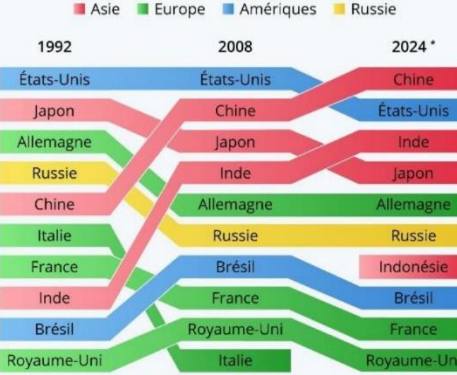 Asie Europe Amériques Russie
1992 2008 2024 *
États-Unis États-Unis Chine
Japon Chine États-Unis
Allemagne Japon Inde
Russie Inde Japon
Chine Allemagne Allemagne
Italie Russie Russie
France Brésil Indonésie
Inde France Brésil
Brésil Royaume-Uni France
Royaume-Uni Italie Royaume-Un